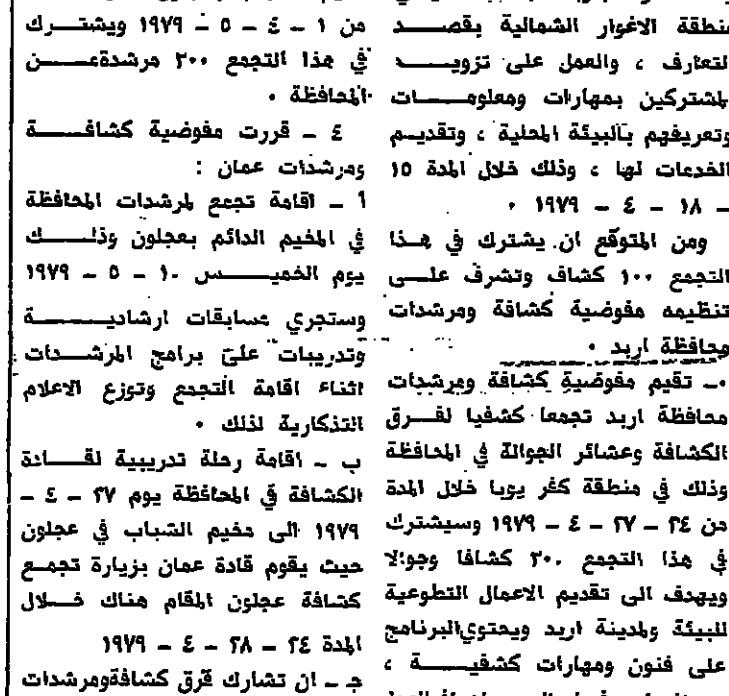 منطقة الاغوار الشمالية بقصد
لتعارف ، والعمل على تزويد
لمشتركين بمهارات ومعلومات
وتعريفهم بالبيئة المحلية ، وتقديم
الخدعات لها ، وذلك خلال المدة ١٥
– ١٨ – ٤ – ١٩٧٩ .
ومن المتوقع ان يشترك في هذا
التجمع ١٠٠ كشاف وتشرف على
تنظيمه مفوضية كشافة ومرشدات
محافظة اربد .
.– تقيم مفوضية كشافة ومرشدات
محافظة اربد تجمعا كشفيا لفرق
الكشافة وعشائر الجوالة في المحافظة
وذلك في منطقة كفر يوبا خلال المدة
من ٢٤ – ٢٧ – ٤ – ١٩٧٩ وسيشترك
في هذا التجمع ٣٠٠ كشافا وجوالا
ويهدف الى تقديم الاعمال التطوعية
للبيئة ولمدينة اربد ويحتوي البرنامج
على فنون ومهارات كشفية ،
من ١ – ٤ – ٥ – ١٩٧٩ ويشترك
في هذا التجمع ٢٠٠ مرشدة عن
المحافظة .
٤ – قررت مفوضية كشافة
ومرشدات عمان :
أ – اقامة تجمع لمرشدات المحافظة
في المخيم الدائم بعجلون وذلك
يوم الخميس ١٠ – ٥ – ١٩٧٩
وستجري مسابقات ارشادية
وتدريبات على برامج المرشدات
اثناء اقامة التجمع وتوزع الاعلام
التذكارية لذلك .
ب – اقامة رحلة تدريبية لقادة
الكشافة في المحافظة يوم ٢٧ – ٤ –
١٩٧٩ الى مخيم الشباب في عجلون
حيث يقوم قادة عمان بزيارة تجمع
كشافة عجلون المقام هناك خلال
المدة ٢٤ – ٢٨ – ٤ – ١٩٧٩
جـ – ان تشارك فرق كشافة ومرشدات